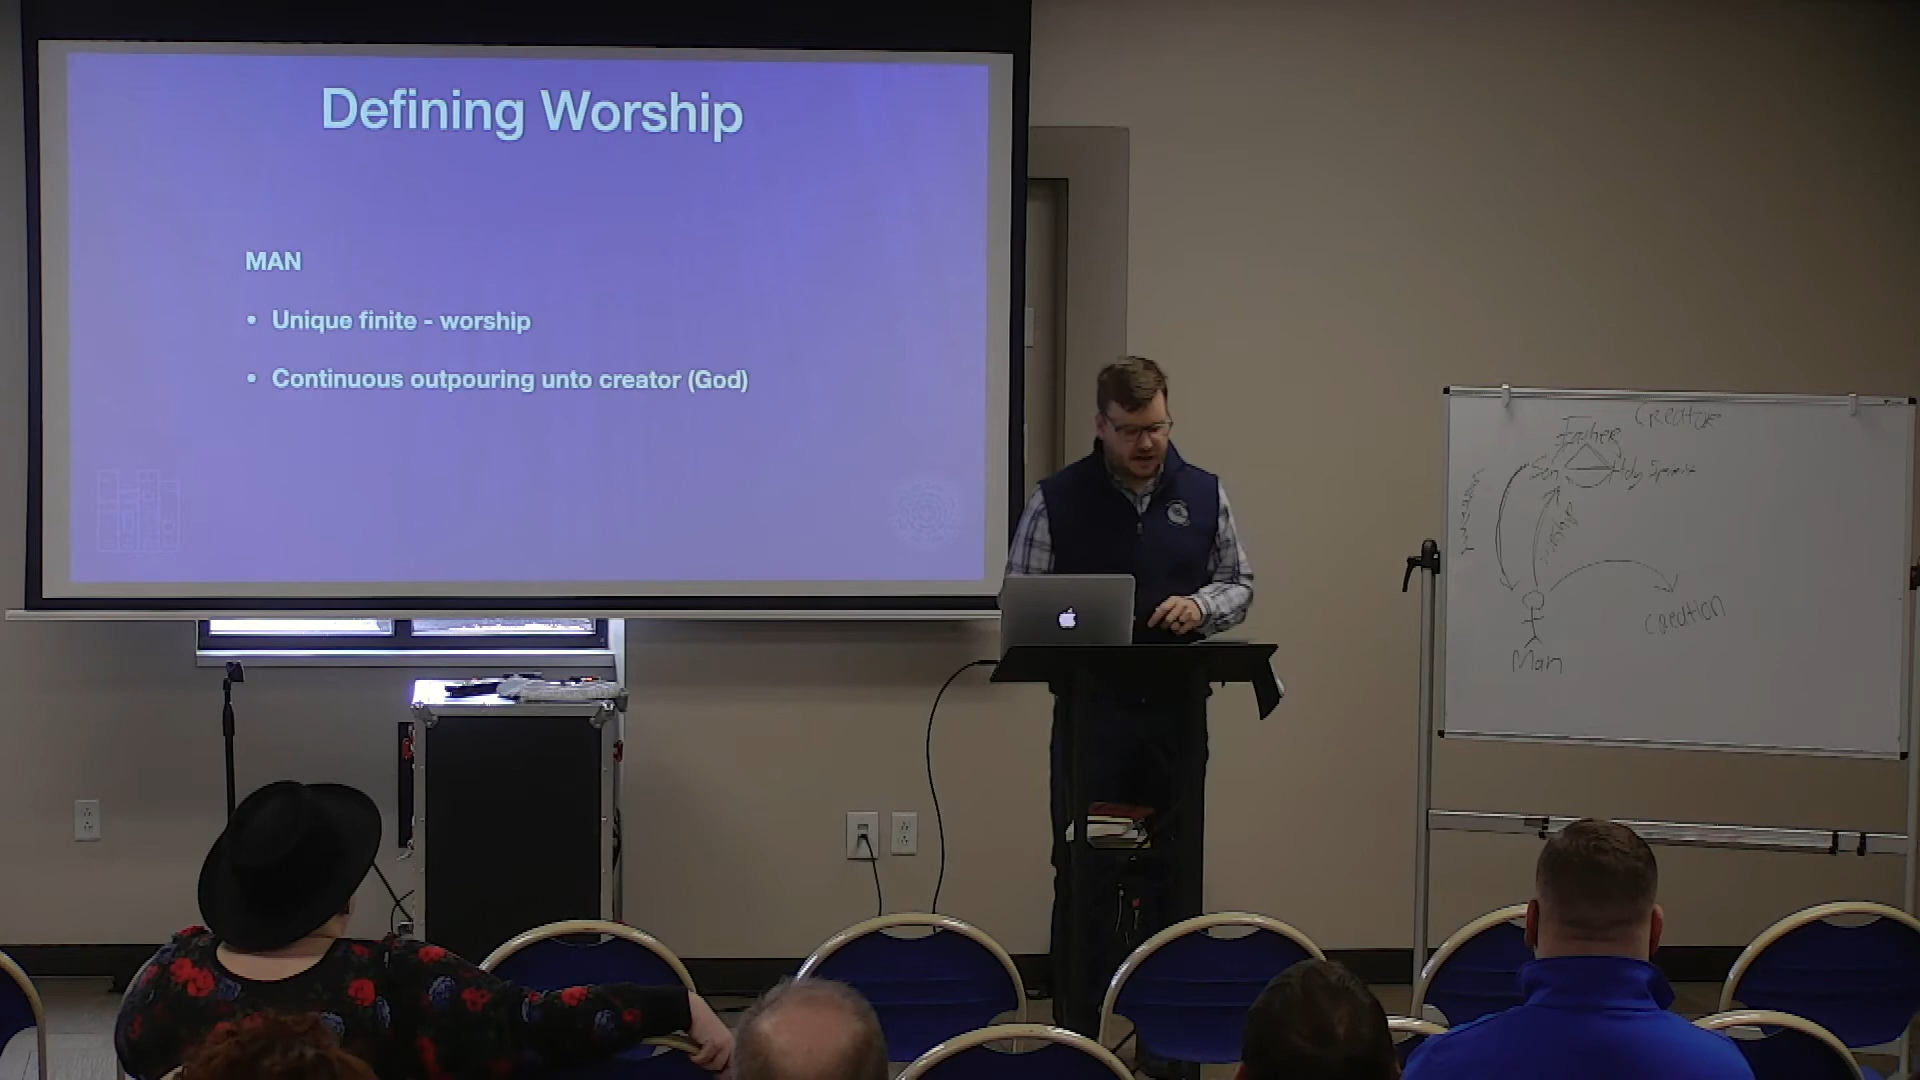 Defining Worship
MAN
• Unique finite - worship
• Continuous outpouring unto creator (God)
Creator
Father
Son
Holy Spirit
creation
Man